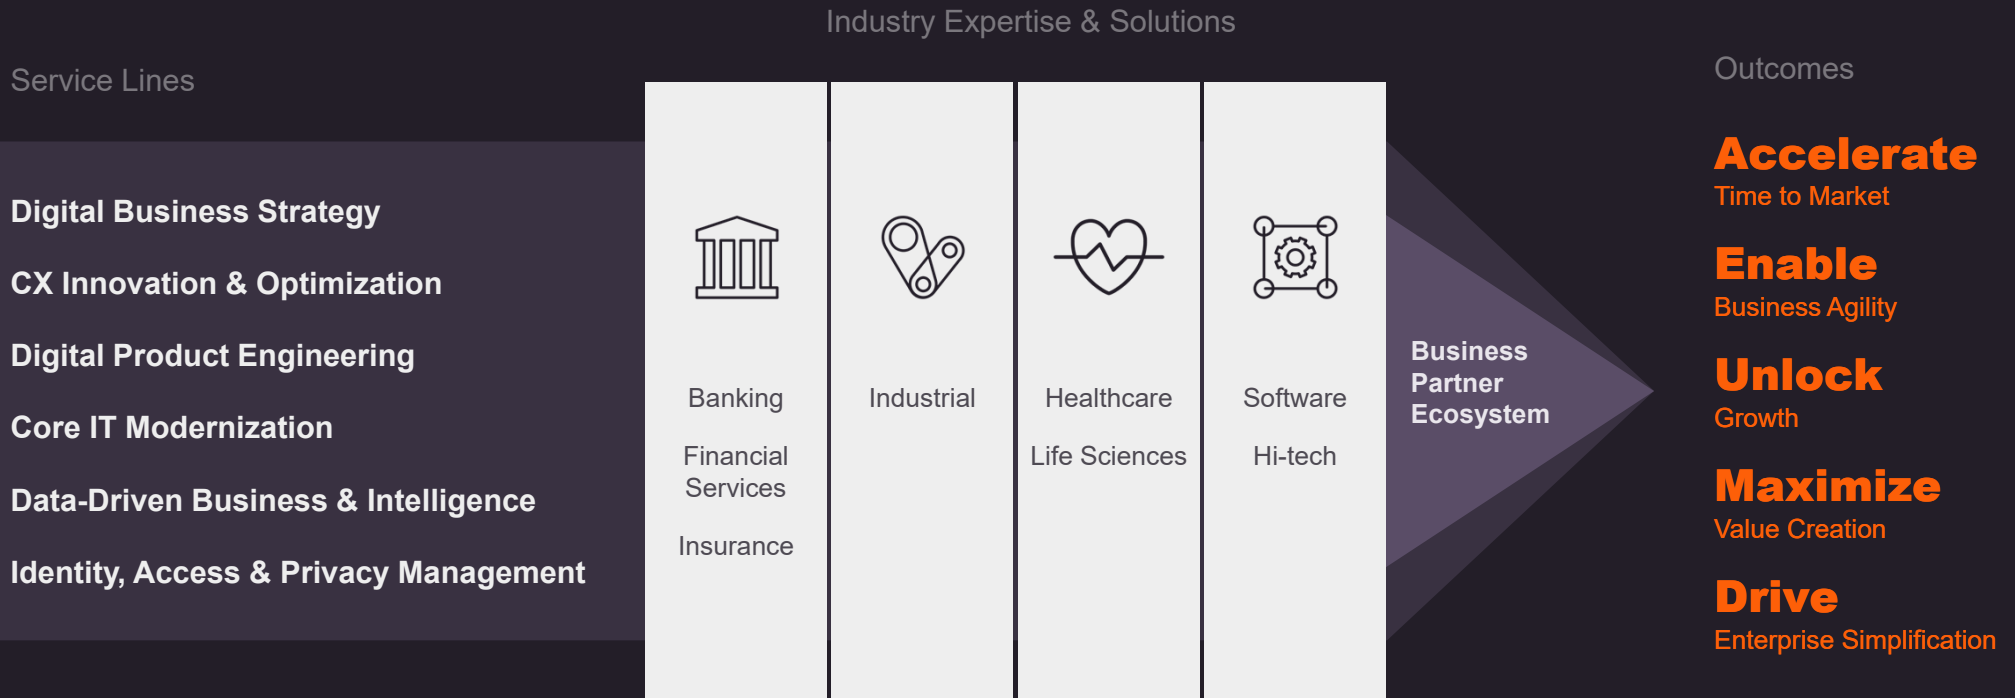 Industry Expertise & Solutions
Service Lines
Outcomes
Digital Business Strategy
CX Innovation & Optimization
Digital Product Engineering
Core IT Modernization
Data-Driven Business & Intelligence
Identity, Access & Privacy Management
Banking
Financial
Services
Insurance
Industrial
Healthcare
Life Sciences
Software
Hi-tech
Business
Partner
Ecosystem
Accelerate
Time to Market
Enable
Business Agility
Unlock
Growth
Maximize
Value Creation
Drive
Enterprise Simplification